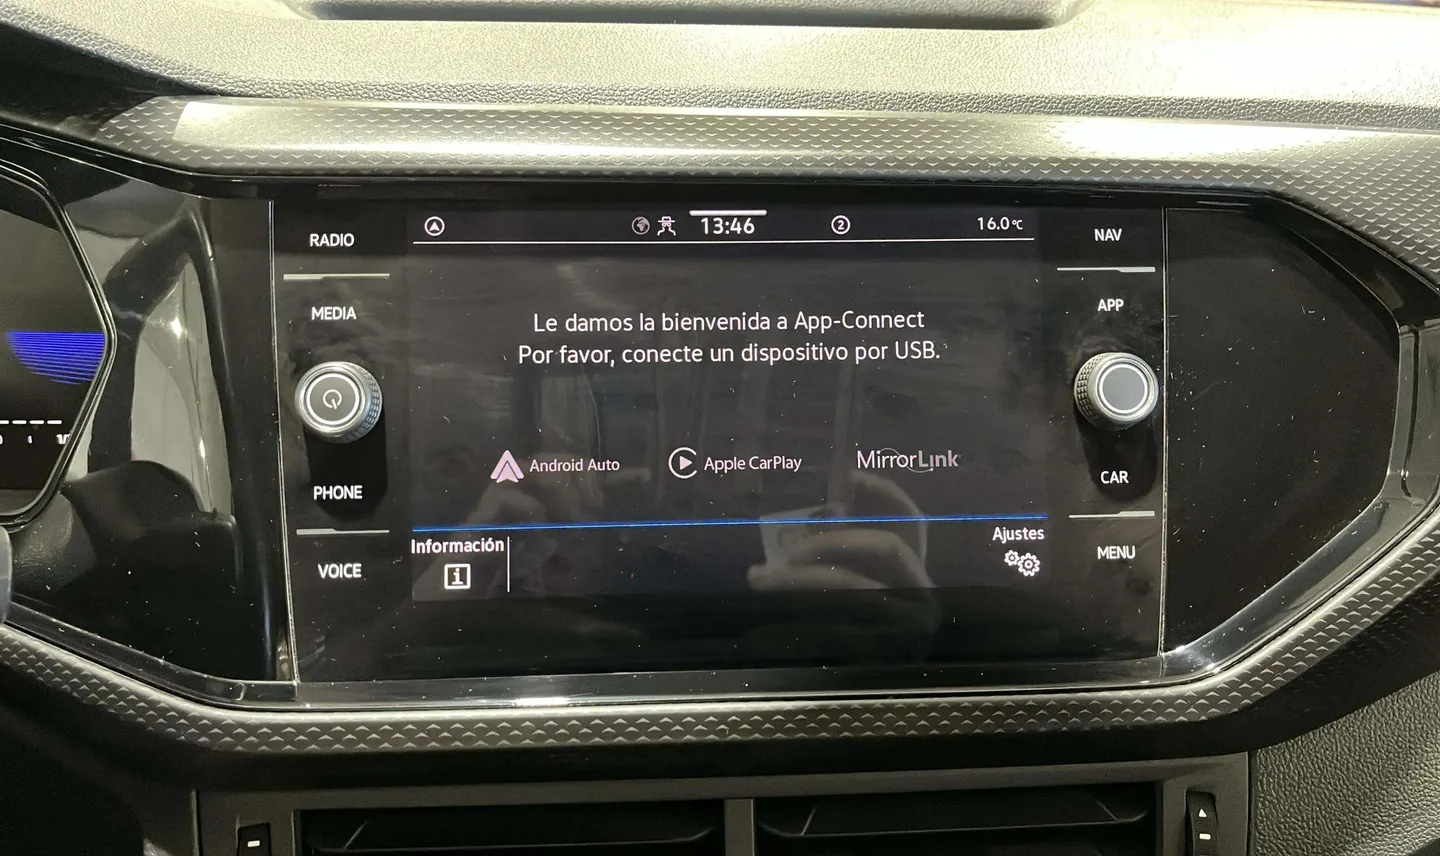 RADIO
MEDIA
PHONE
VOICE
13:46
2
16.0°C
Le damos la bienvenida a App-Connect
Por favor, conecte un dispositivo por USB.
Android Auto
Apple CarPlay
MirrorLink
Información
i
Ajustes
NAV
APP
CAR
MENU